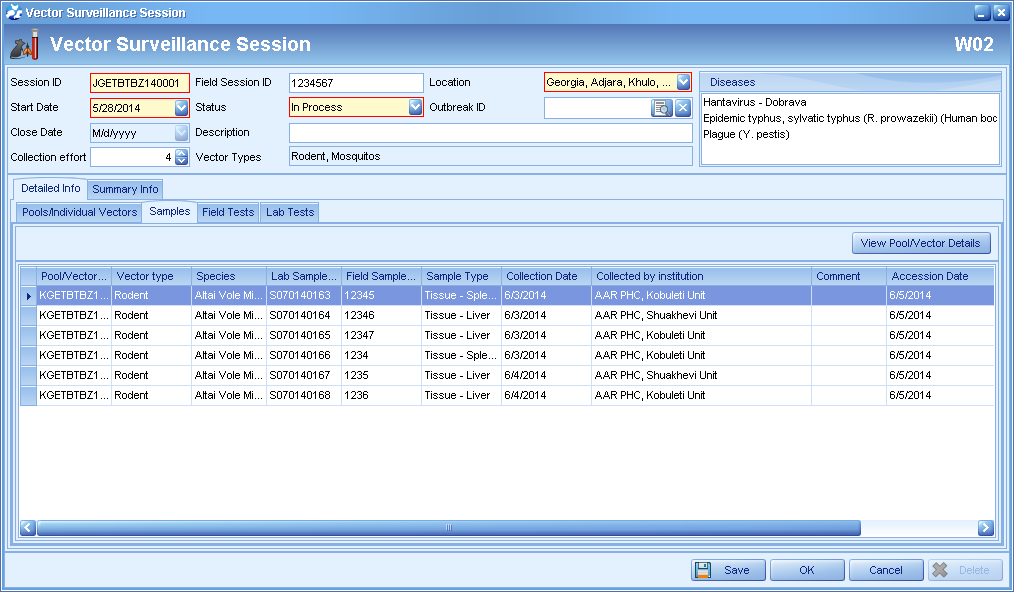 Vector Surveillance Session
Vector Surveillance Session W02
Session ID JGETBTBZ140001 Field Session ID 1234567 Location Georgia, Adjara, Khulo, ... Diseases
Start Date 5/28/2014 Status In Process Outbreak ID Hantavirus - Dobrava
Epidemic typhus, sylvatic typhus (R. prowazekii) (Human boc
Close Date M/d/yyyy Description Plague (Y. pestis)
Collection effort 4 Vector Types Rodent, Mosquitos
Detailed Info Summary Info
Pools/Individual Vectors Samples Field Tests Lab Tests
View Pool/Vector Details
Pool/Vector... Vector type Species Lab Sample... Field Sample... Sample Type Collection Date Collected by institution Comment Accession Date
KGETBTBZ1... Rodent Altai Vole Mi... S070140163 12345 Tissue - Sple... 6/3/2014 AAR PHC, Kobuleti Unit 6/5/2014
KGETBTBZ1... Rodent Altai Vole Mi... S070140164 12346 Tissue - Liver 6/3/2014 AAR PHC, Shuakhevi Unit 6/5/2014
KGETBTBZ1... Rodent Altai Vole Mi... S070140165 12347 Tissue - Liver 6/3/2014 AAR PHC, Kobuleti Unit 6/5/2014
KGETBTBZ1... Rodent Altai Vole Mi... S070140166 1234 Tissue - Sple... 6/3/2014 AAR PHC, Kobuleti Unit 6/5/2014
KGETBTBZ1... Rodent Altai Vole Mi... S070140167 1235 Tissue - Liver 6/4/2014 AAR PHC, Shuakhevi Unit 6/5/2014
KGETBTBZ1... Rodent Altai Vole Mi... S070140168 1236 Tissue - Liver 6/4/2014 AAR PHC, Kobuleti Unit 6/5/2014
Save OK Cancel Delete